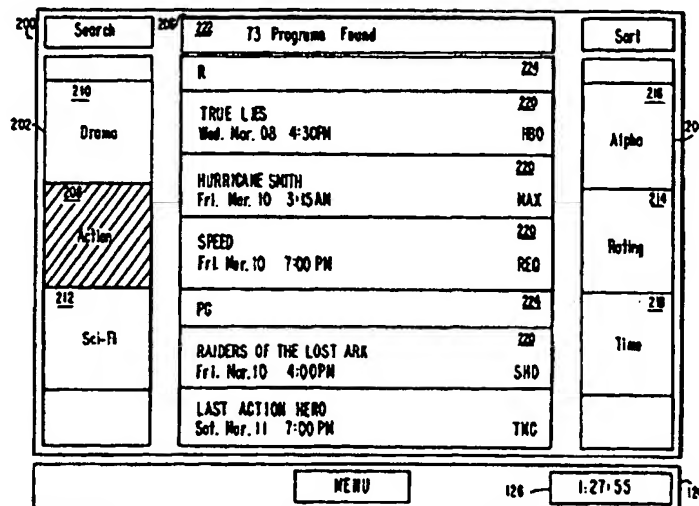 200
Search
206
222 73 Programs Found
Sort
R 224
202
210
Drama
TRUE LIES 220
Wed. Mar. 08 4:30PM HBO
216
Alpha
208
Action
HURRICANE SMITH 220
Fri. Mar. 10 3:15AM MAX
214
Rating
SPEED 220
Fri. Mar. 10 7:00 PM REQ
212
Sci-Fi
PG 224
218
Time
RAIDERS OF THE LOST ARK 220
Fri. Mar. 10 4:00PM SHO
LAST ACTION HERO
Sat. Mar. 11 7:00 PM TMC
MENU
126
1:27:55